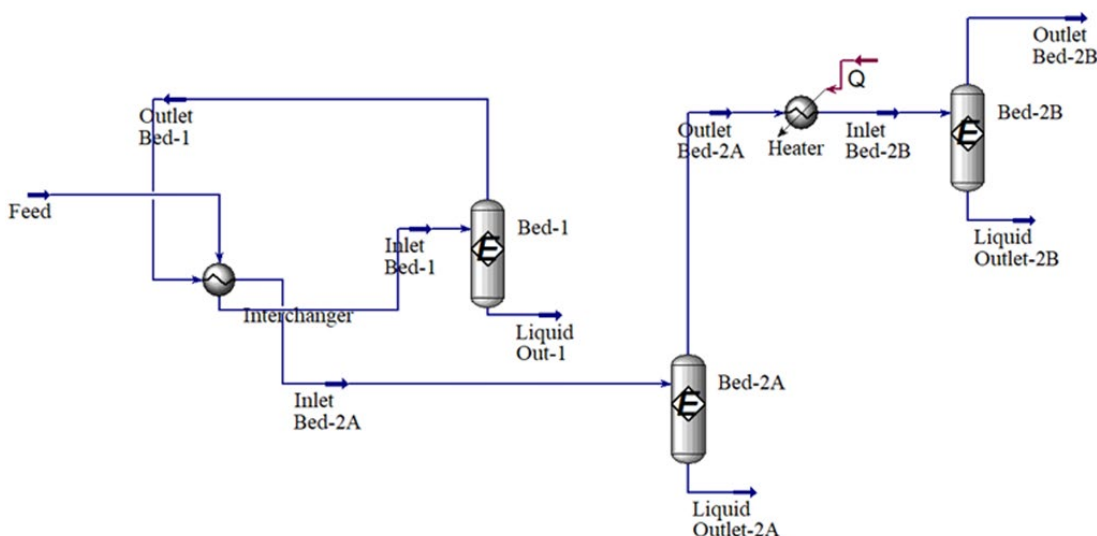 Outlet
Bed-2B
Q
Bed-2B
Outlet
Bed-1
Outlet
Bed-2A
Heater
Inlet
Bed-2B
E
Feed
Bed-1
Inlet
Bed-1
E
Liquid
Outlet-2B
Interchanger
Liquid
Out-1
Bed-2A
Inlet
Bed-2A
E
Liquid
Outlet-2A